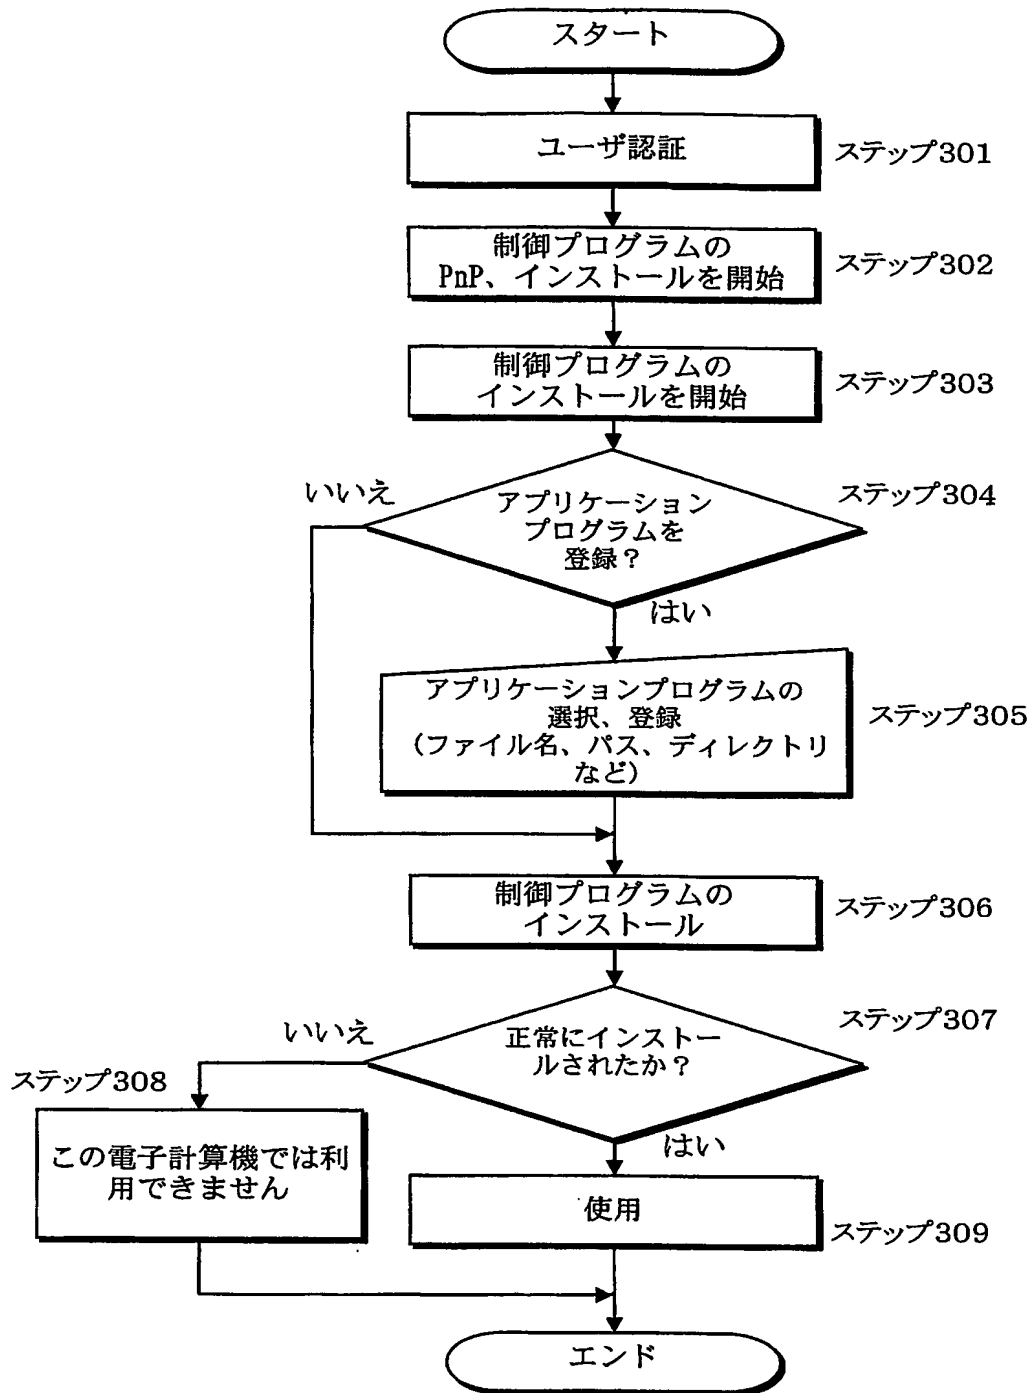 スタート
ユーザ認証
ステップ301
制御プログラムの
PnP、インストールを開始
ステップ302
制御プログラムの
インストールを開始
ステップ303
いいえ
アプリケーション
プログラムを
登録？
ステップ304
はい
アプリケーションプログラムの
選択、登録
（ファイル名、パス、ディレクトリ
など）
ステップ305
制御プログラムの
インストール
ステップ306
いいえ
正常にインストー
ルされたか？
ステップ307
ステップ308
この電子計算機では利
用できません
はい
使用
ステップ309
エンド